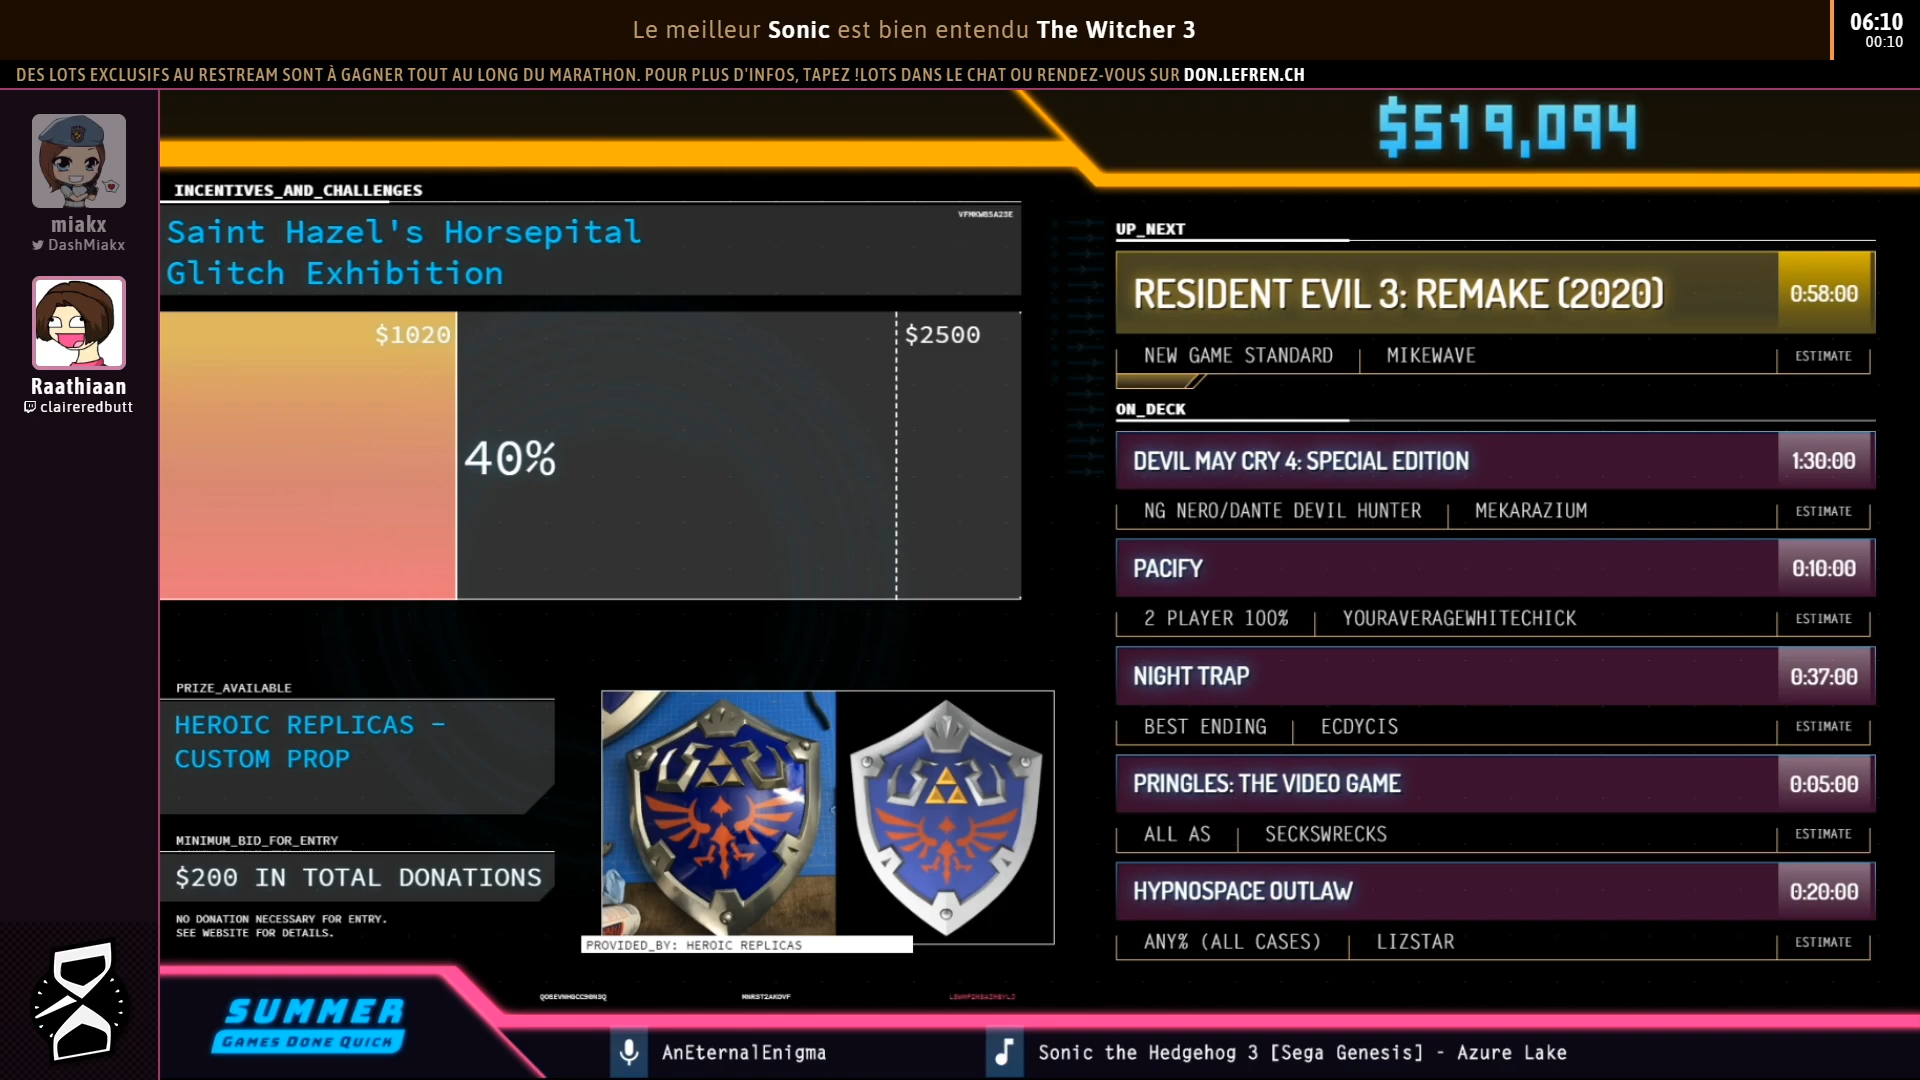 Le meilleur Sonic est bien entendu The Witcher 3
06:10
00:10
DES LOTS EXCLUSIFS AU RESTREAM SONT À GAGNER TOUT AU LONG DU MARATHON. POUR PLUS D'INFOS, TAPEZ !LOTS DANS LE CHAT OU RENDEZ-VOUS SUR DON.LEFREN.CH
miakx
DashMiakx
Raathiaan
claireredbutt
$519,094
INCENTIVES_AND_CHALLENGES
Saint Hazel's Horsepital
Glitch Exhibition
$1020
$2500
40%
PRIZE_AVAILABLE
HEROIC REPLICAS -
CUSTOM PROP
MINIMUM_BID_FOR_ENTRY
$200 IN TOTAL DONATIONS
NO DONATION NECESSARY FOR ENTRY.
SEE WEBSITE FOR DETAILS.
PROVIDED_BY: HEROIC REPLICAS
UP_NEXT
RESIDENT EVIL 3: REMAKE (2020) 0:58:00
NEW GAME STANDARD MIKEWAVE ESTIMATE
ON_DECK
DEVIL MAY CRY 4: SPECIAL EDITION 1:30:00
NG NERO/DANTE DEVIL HUNTER MEKARAZIUM ESTIMATE
PACIFY 0:10:00
2 PLAYER 100% YOURAVERAGEWHITECHICK ESTIMATE
NIGHT TRAP 0:37:00
BEST ENDING ECDYCIS ESTIMATE
PRINGLES: THE VIDEO GAME 0:05:00
ALL AS SECKSWRECKS ESTIMATE
HYPNOSPACE OUTLAW 0:20:00
ANY% (ALL CASES) LIZSTAR ESTIMATE
SUMMER
GAMES DONE QUICK
AnEternalEnigma
Sonic the Hedgehog 3 [Sega Genesis] - Azure Lake